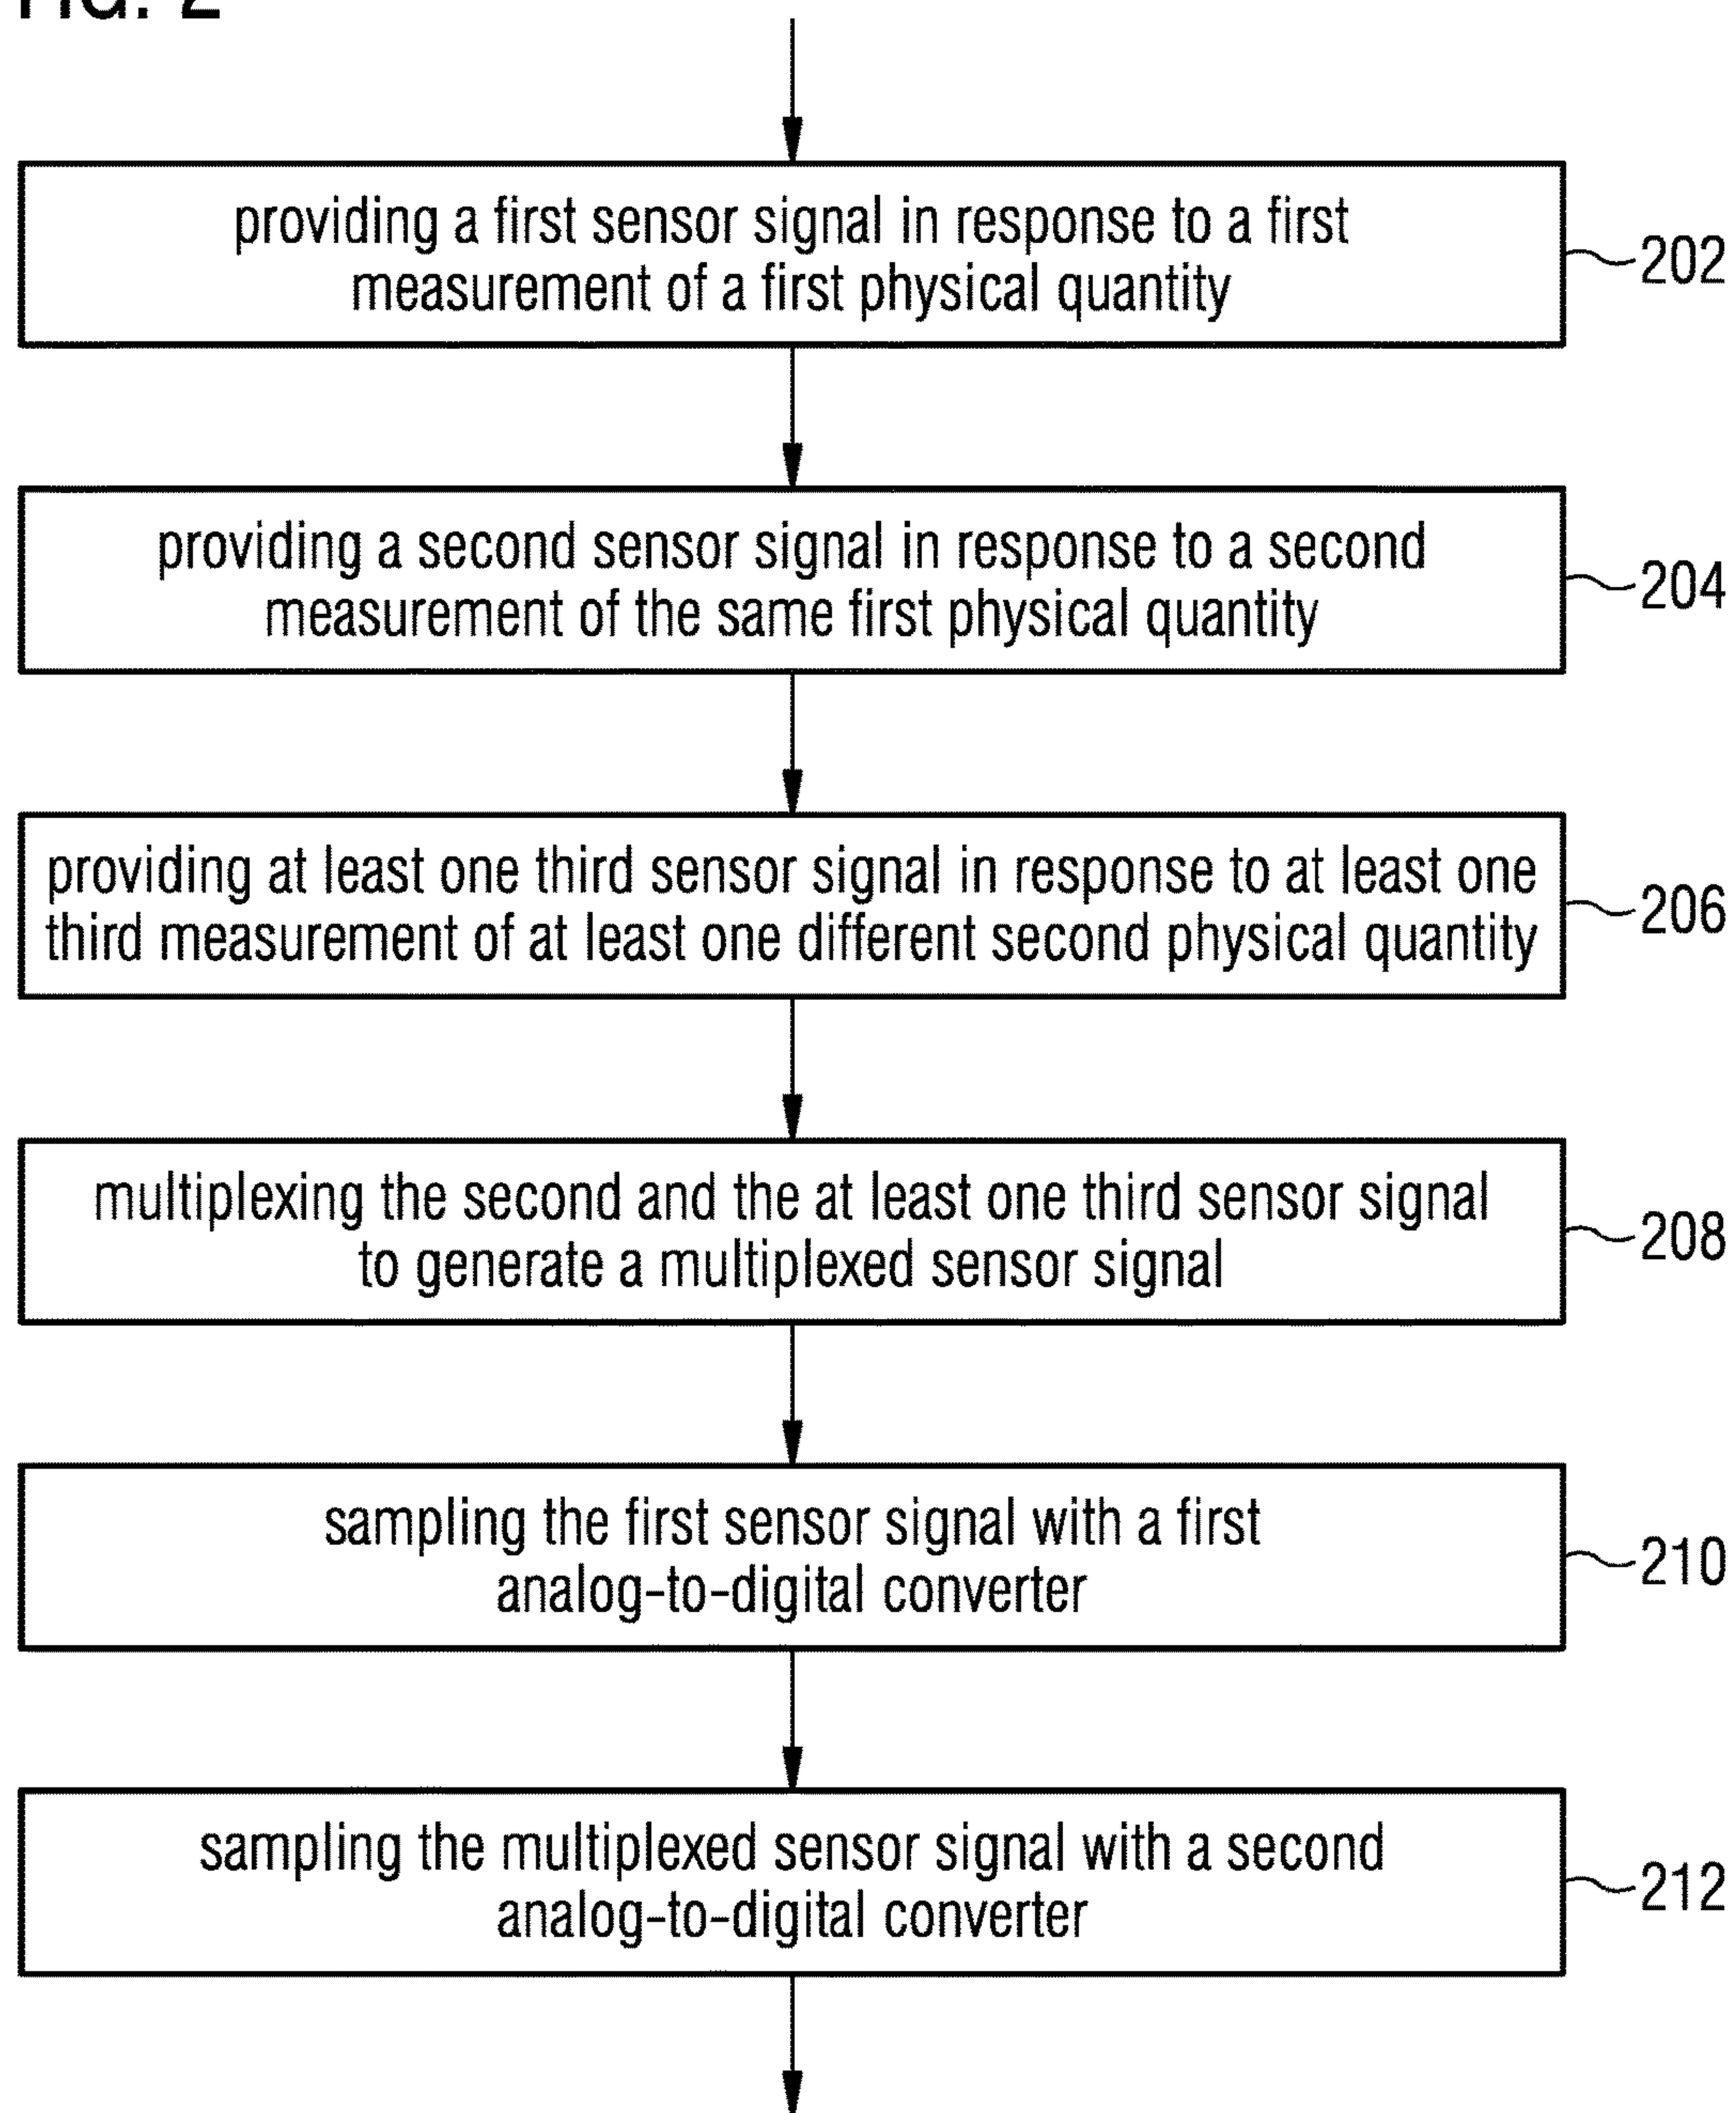 FIG. 2
providing a first sensor signal in response to a first
measurement of a first physical quantity
202
providing a second sensor signal in response to a second
measurement of the same first physical quantity
204
providing at least one third sensor signal in response to at least one
third measurement of at least one different second physical quantity
206
multiplexing the second and the at least one third sensor signal
to generate a multiplexed sensor signal
208
sampling the first sensor signal with a first
analog-to-digital converter
210
sampling the multiplexed sensor signal with a second
analog-to-digital converter
212